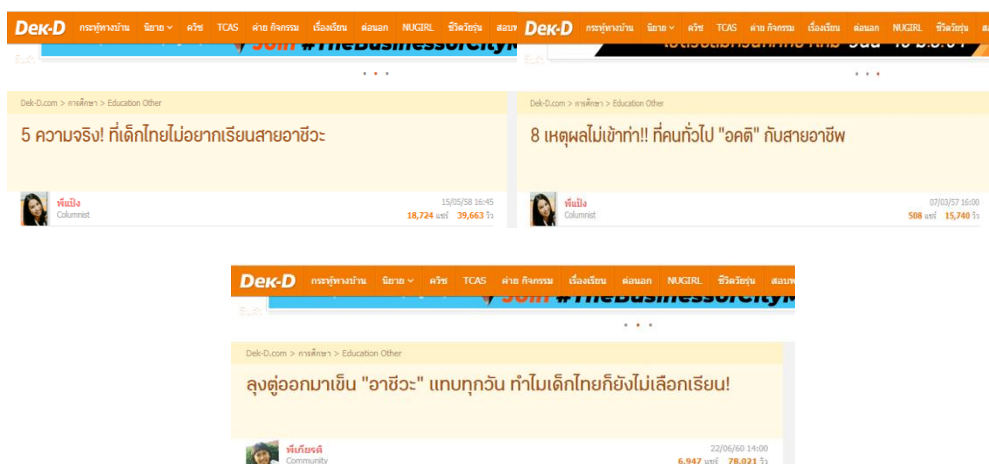 Dek-D กระทู้ทางบ้าน นิยาย ควิซ TCAS ค่าย กิจกรรม เรื่องเรียน ต่อนอก NUGIRL ชีวิตวัยรุ่น
Dek-D.com > การศึกษา > Education Other
5 ความจริง! ที่เด็กไทยไม่อยากเรียนสายอาชีวะ
พี่แป้ง
Columnist
15/05/58 16:45
18,724 แชร์ 39,663 วิว
Dek-D กระทู้ทางบ้าน นิยาย ควิซ TCAS ค่าย กิจกรรม เรื่องเรียน ต่อนอก NUGIRL ชีวิตวัยรุ่น
Dek-D.com > การศึกษา > Education Other
8 เหตุผลไม่เข้าท่า!! ที่คนทั่วไป "อคติ" กับสายอาชีพ
พี่แป้ง
Columnist
07/03/57 16:00
508 แชร์ 15,740 วิว
Dek-D กระทู้ทางบ้าน นิยาย ควิซ TCAS ค่าย กิจกรรม เรื่องเรียน ต่อนอก NUGIRL ชีวิตวัยรุ่น
Join #TheBusinessofCity
Dek-D.com > การศึกษา > Education Other
ลุงตู่ออกมาเข็น "อาชีวะ" แทบทุกวัน ทำไมเด็กไทยก็ยังไม่เลือกเรียน!
พี่เกียรติ
Community
22/06/60 14:00
6,947 แชร์ 78,021 วิว